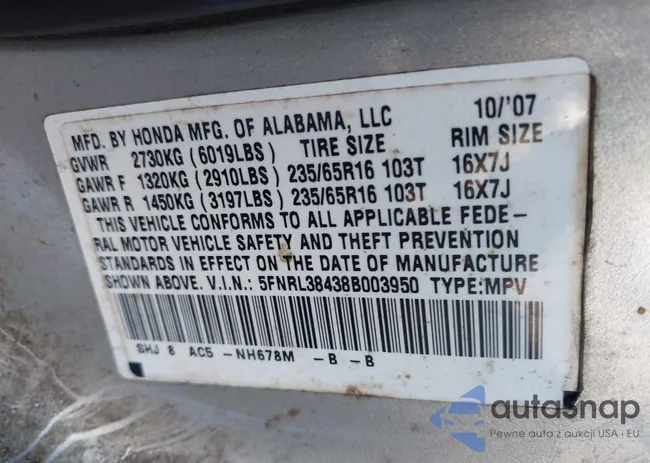 MFD. BY HONDA MFG. OF ALABAMA, LLC 10/'07
GVWR 2730KG (6019LBS) TIRE SIZE RIM SIZE
GAWR F 1320KG (2910LBS) 235/65R16 103T 16X7J
GAWR R 1450KG (3197LBS) 235/65R16 103T 16X7J
THIS VEHICLE CONFORMS TO ALL APPLICABLE FEDE-
RAL MOTOR VEHICLE SAFETY AND THEFT PREVENTION
STANDARDS IN EFFECT ON THE DATE OF MANUFACTURE
SHOWN ABOVE. V.I.N.: 5FNRL38438B003950 TYPE:MPV
SHJ 8 AC5 -NH678M -B -B
autasnap
Pewne auta z aukcji USA i EU